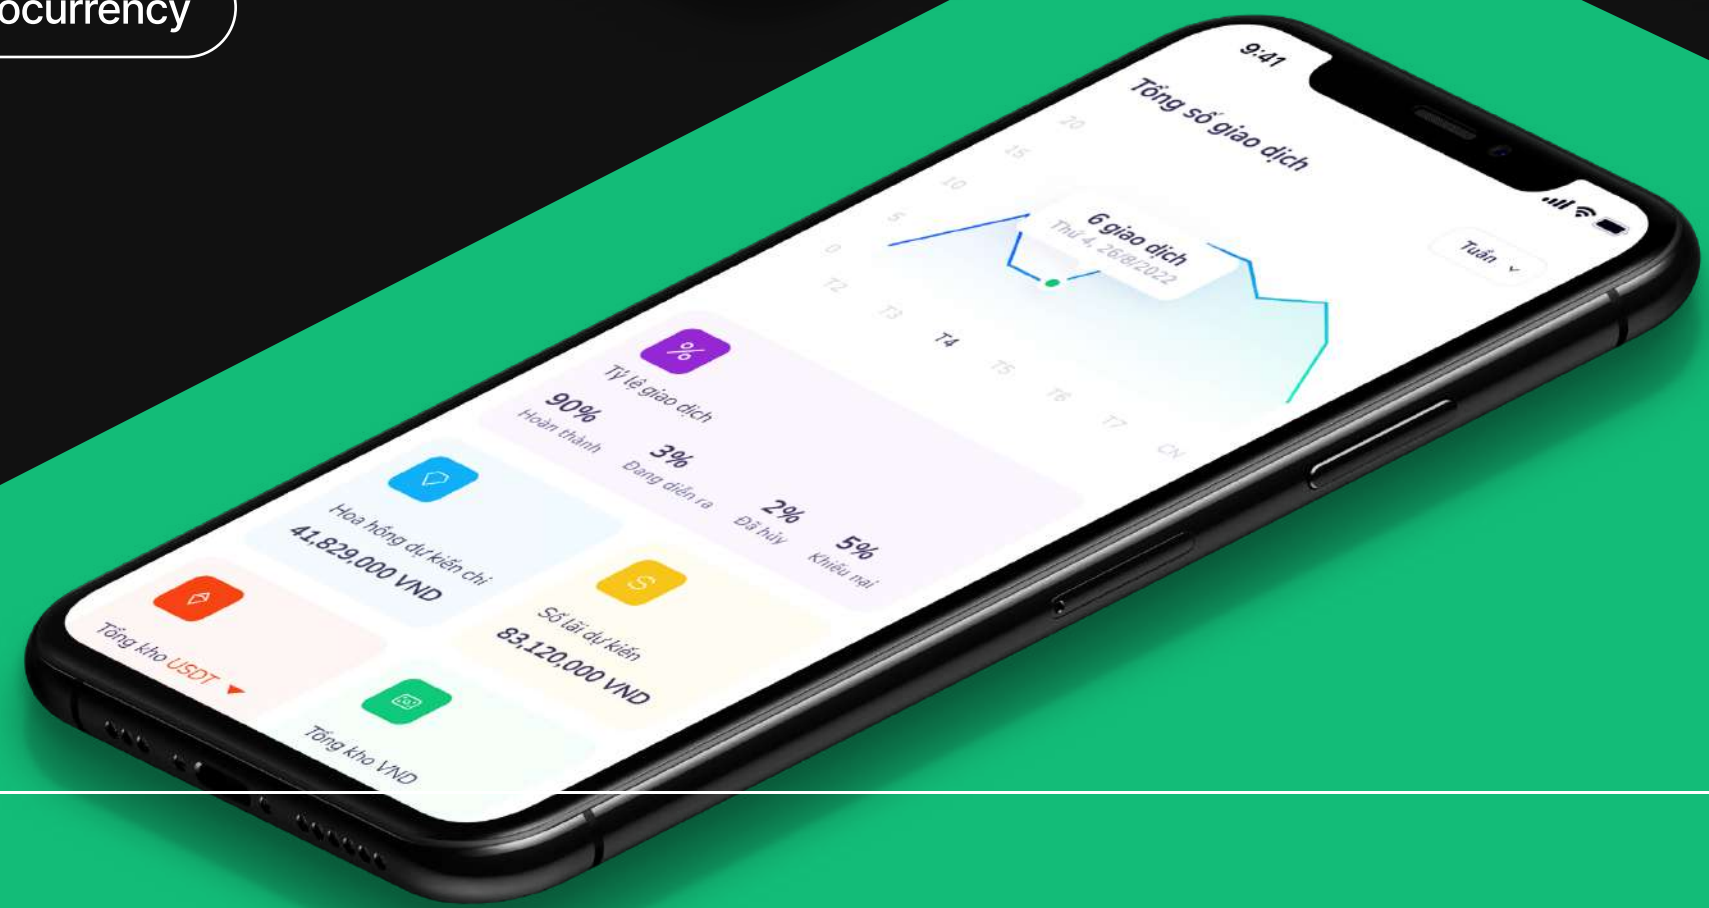 ocurrency
9:41
Tổng số giao dịch
Tuần
20
15
10
5
0
6 giao dịch
Thứ 4, 26/8/2022
T2
T3
T4
T5
T6
T7
CN
%
Tỷ lệ giao dịch
90%
Hoàn thành
3%
Đang diễn ra
2%
Đã hủy
5%
Khiếu nại
Hoa hồng dự kiến chi
41,829,000 VND
S
Số lãi dự kiến
83,120,000 VND
Tổng kho USDT
Tổng kho VND